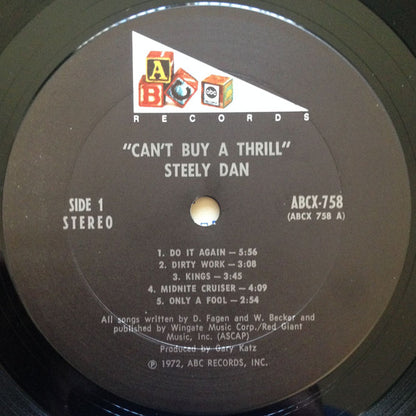 A
B
abc
RECORDS
"CAN'T BUY A THRILL"
STEELY DAN
SIDE 1
STEREO
ABCX-758
(ABCX 758 A)
1. DO IT AGAIN — 5:56
2. DIRTY WORK — 3:08
3. KINGS — 3:45
4. MIDNITE CRUISER — 4:09
5. ONLY A FOOL — 2:54
All songs written by D. Fagen and W. Becker and
published by Wingate Music Corp./Red Giant
Music, Inc. (ASCAP)
Produced by Gary Katz
℗ 1972, ABC RECORDS, INC.